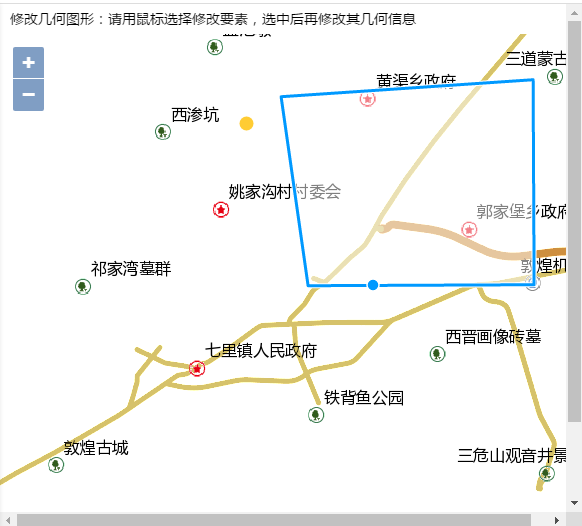 修改几何图形：请用鼠标选择修改要素，选中后再修改其几何信息
+
−
三道蒙古
黄渠乡政府
西渗坑
姚家沟村村委会
郭家堡乡政府
祁家湾墓群
敦煌机
西晋画像砖墓
七里镇人民政府
铁背鱼公园
敦煌古城
三危山观音井景